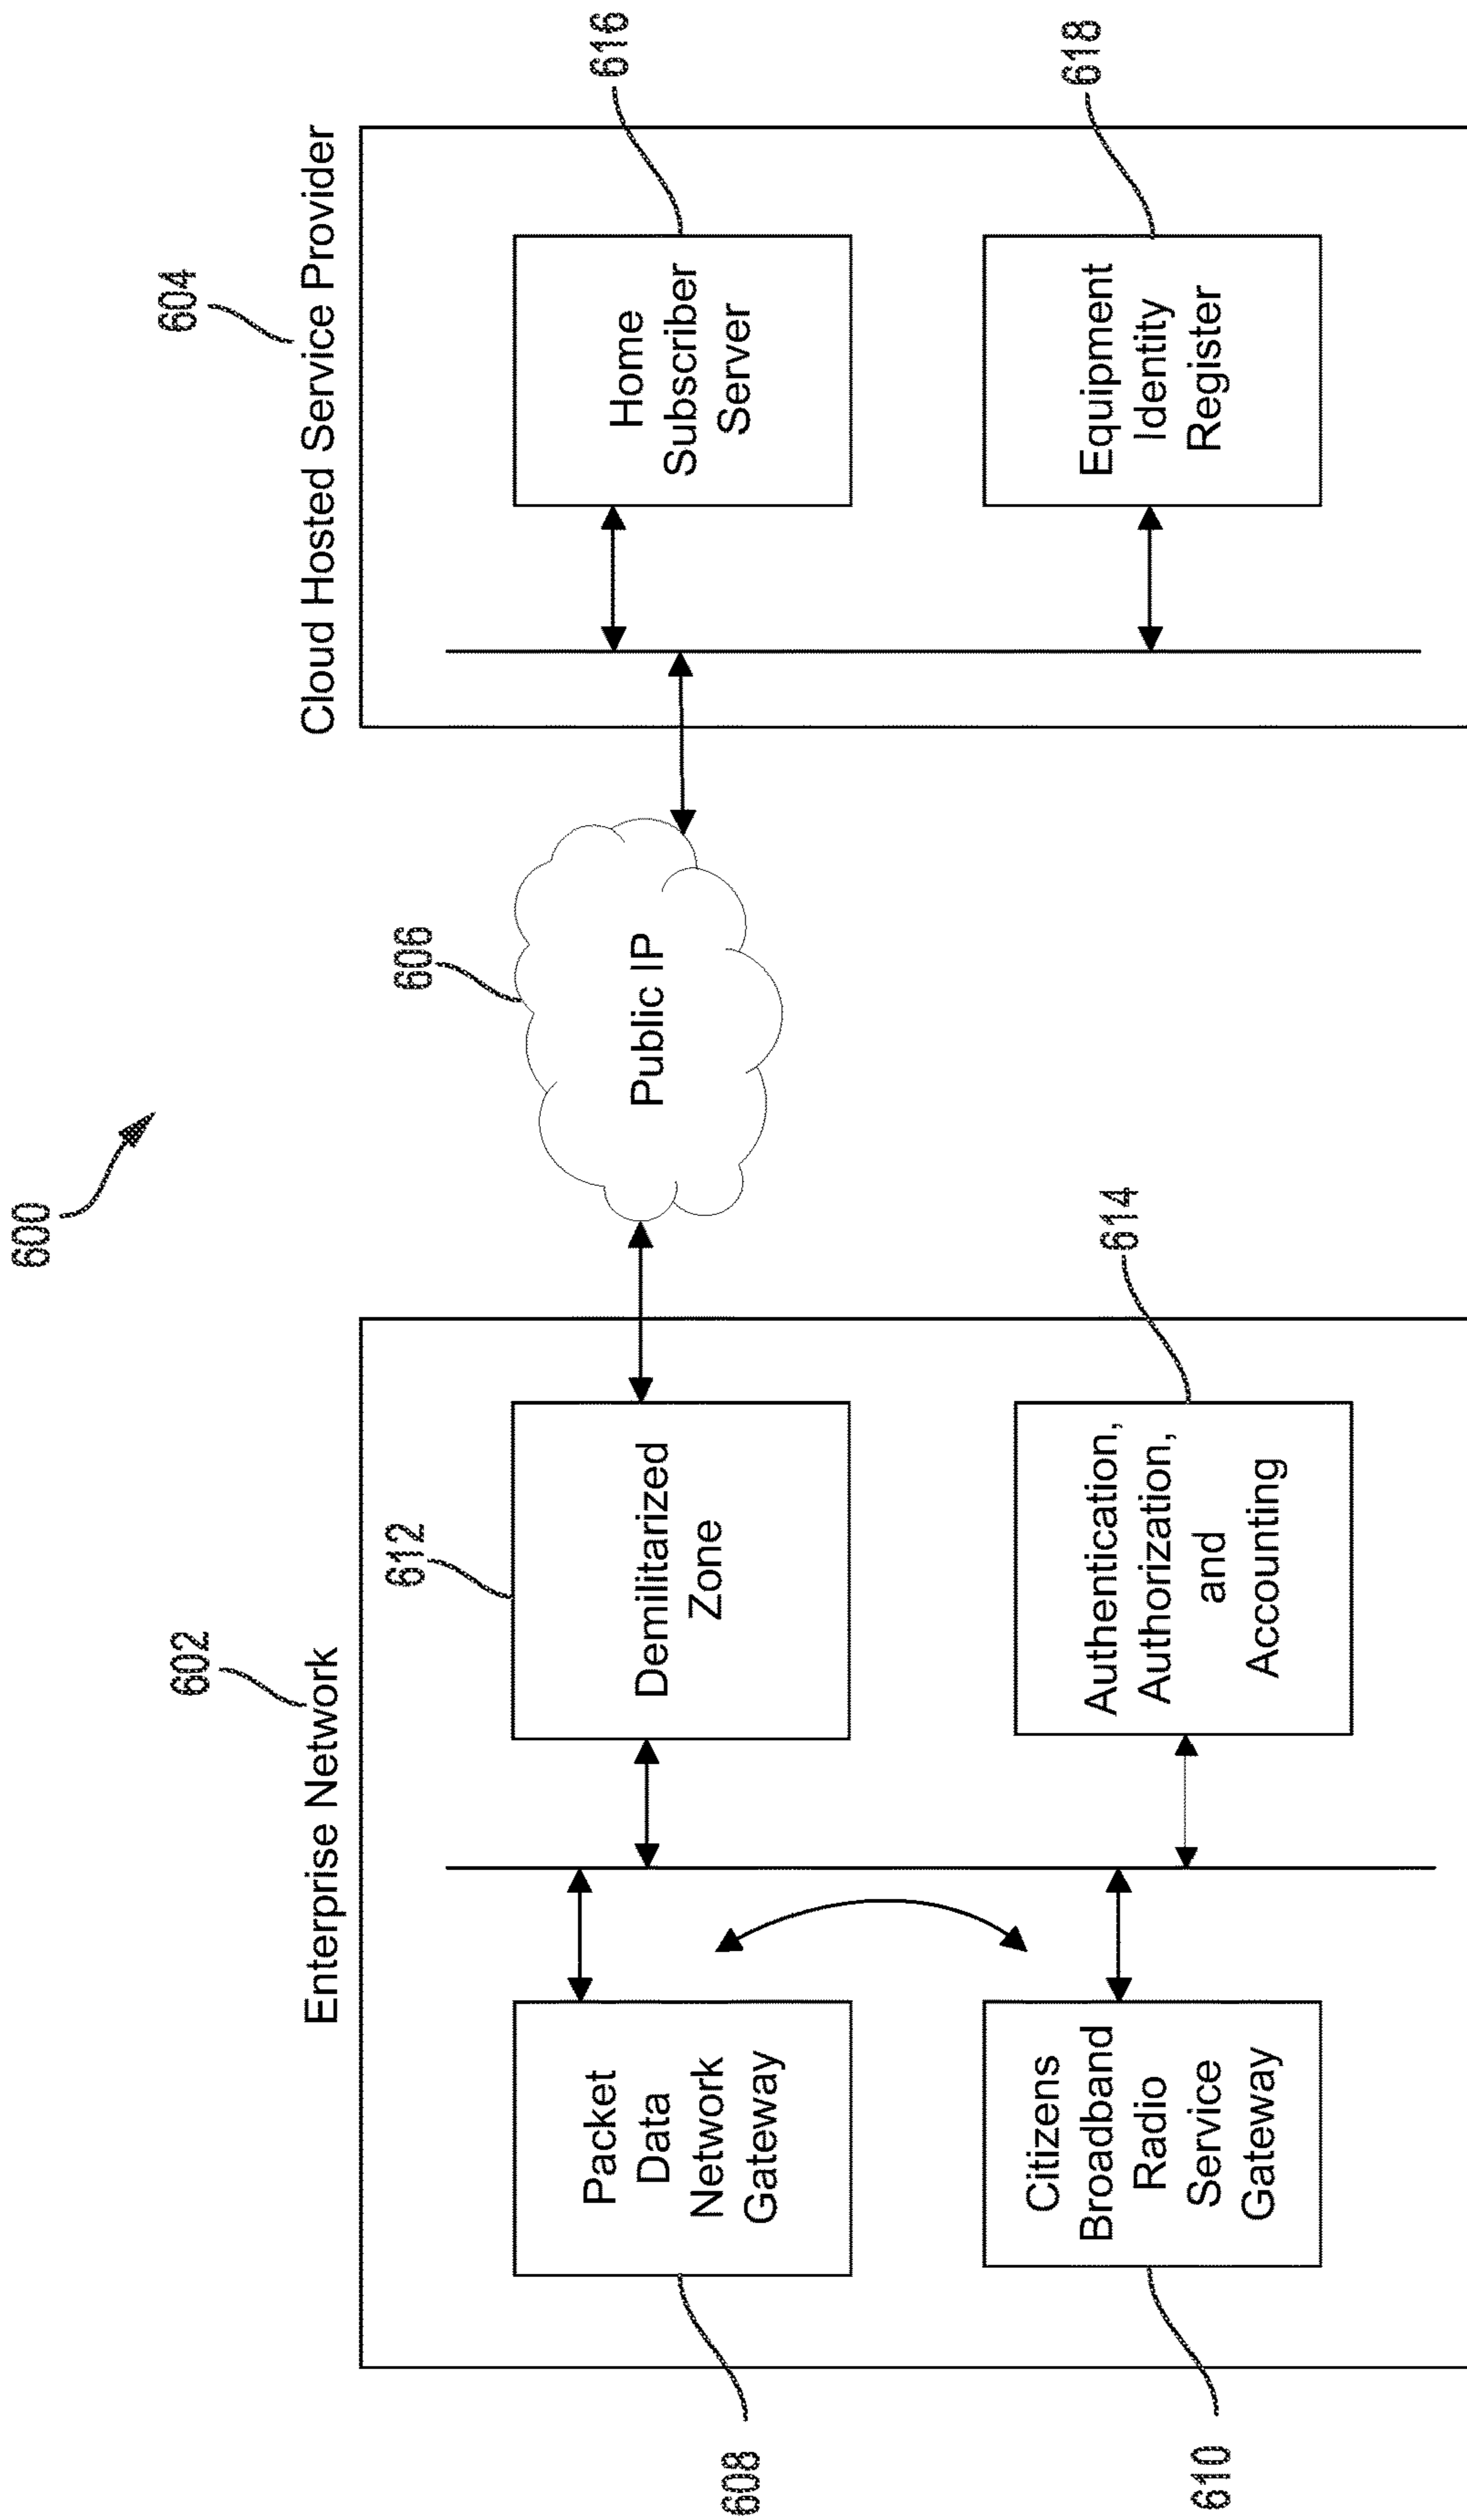 600
602
Enterprise Network
604
Cloud Hosted Service Provider
608
Packet
Data
Network
Gateway
612
Demilitarized
Zone
606
Public IP
Home
Subscriber
Server
616
610
Citizens
Broadband
Radio
Service
Gateway
Authentication,
Authorization,
and
Accounting
614
Equipment
Identity
Register
618